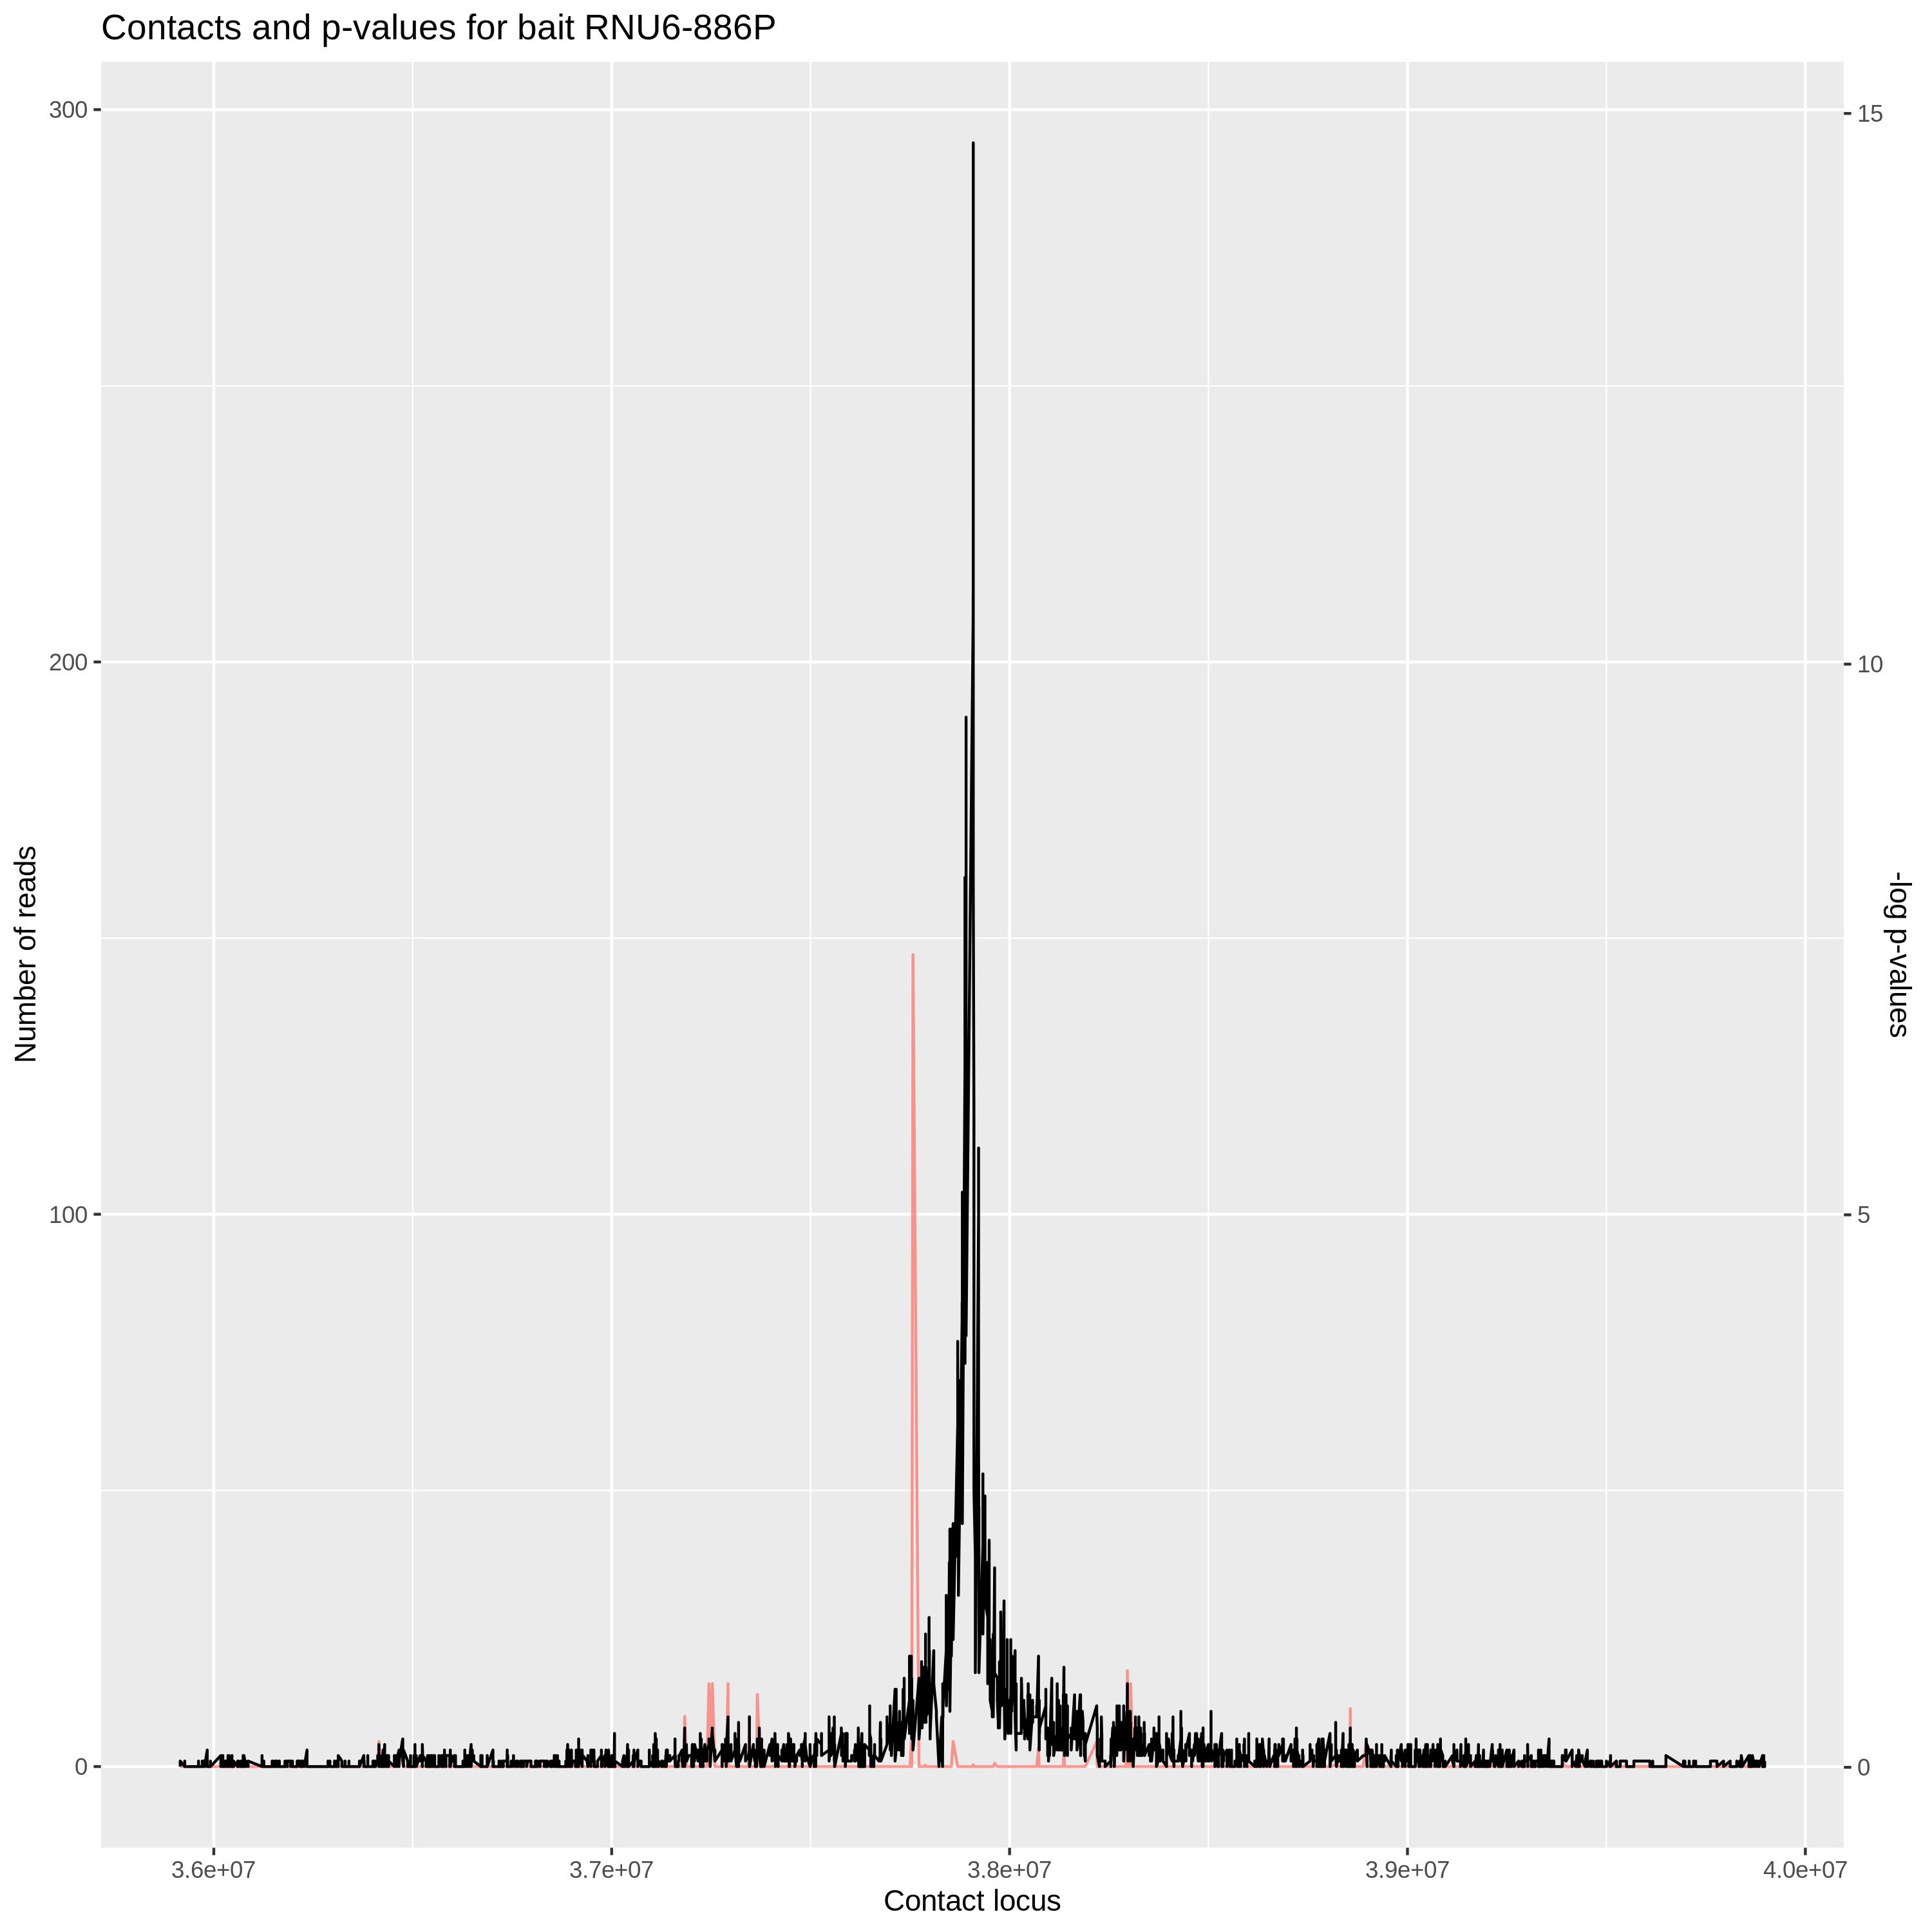 Contacts and p-values for bait RNU6-886P
300
200
100
0
Number of reads
15
10
5
0
-log p-values
3.6e+07
3.7e+07
3.8e+07
3.9e+07
4.0e+07
Contact locus